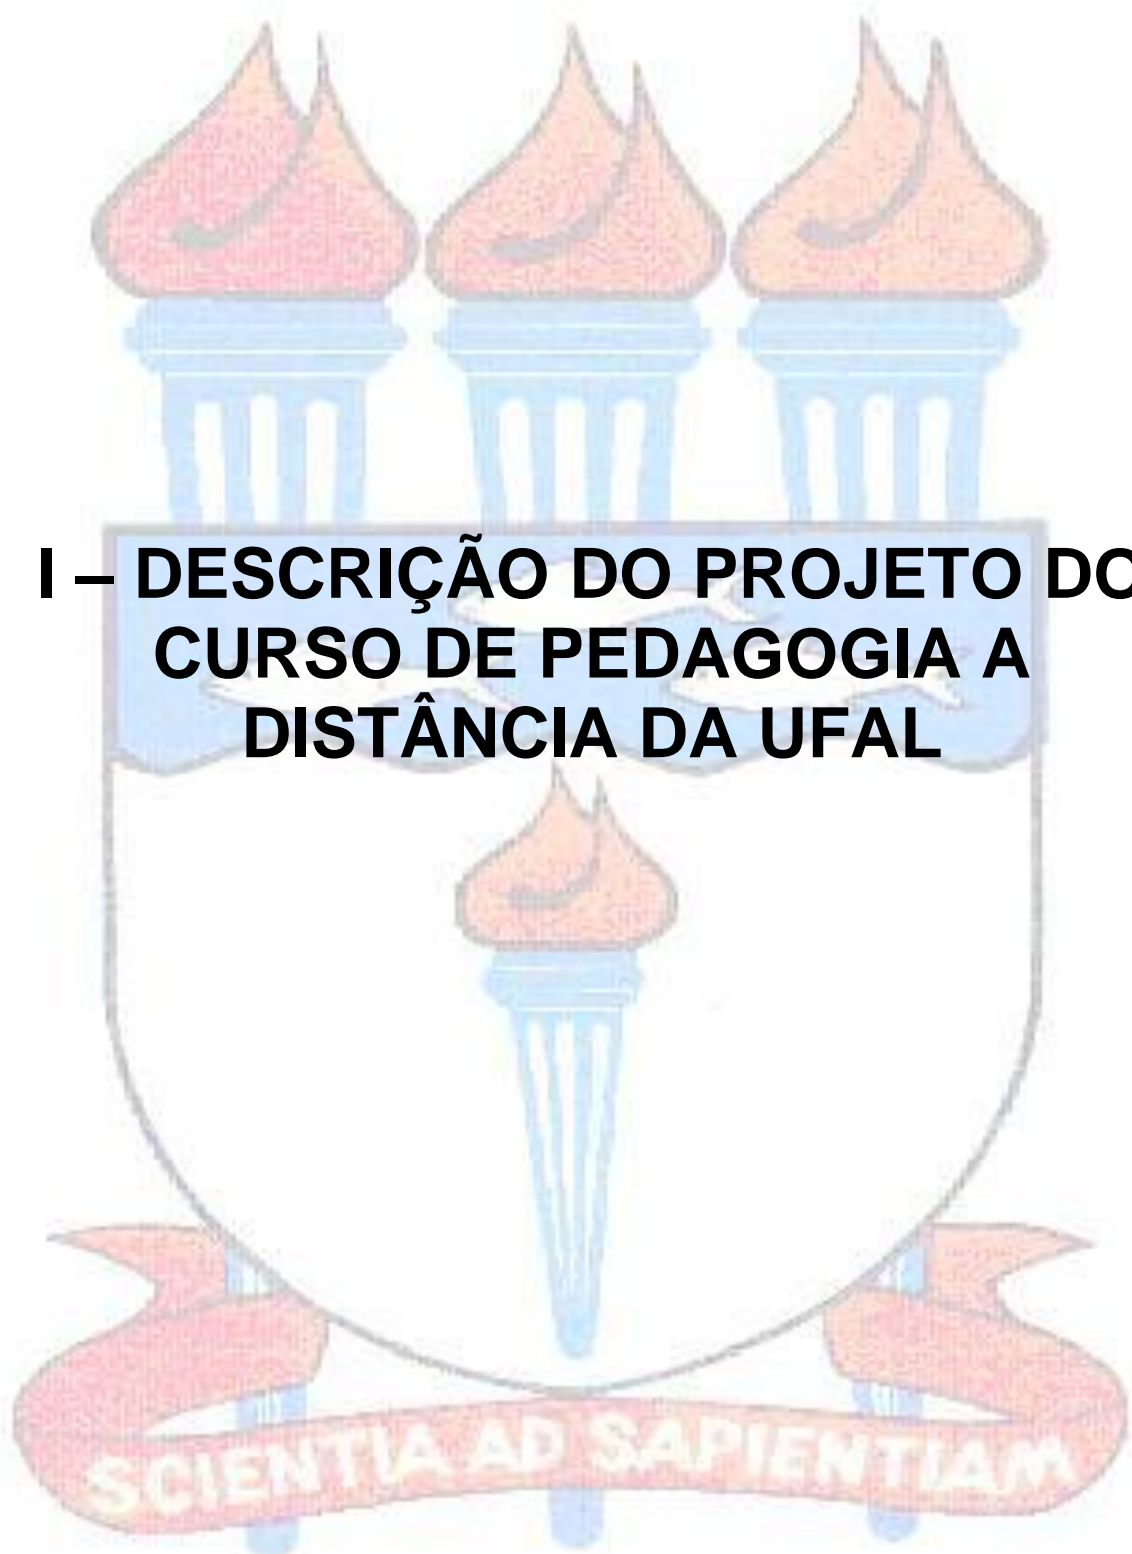 I – DESCRIÇÃO DO PROJETO DO
CURSO DE PEDAGOGIA A
DISTÂNCIA DA UFAL
SCIENTIA AD SAPIENTIAM